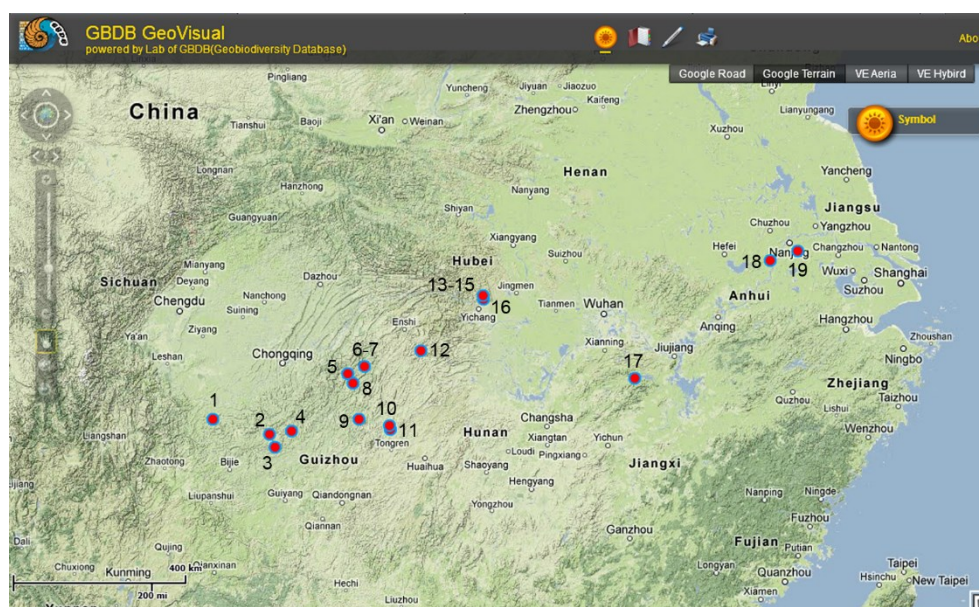 GBDB GeoVisual
powered by Lab of GBDB(Geobiodiversity Database)
Abo
Google Road Google Terrain VE Aeria VE Hybird
Symbol
Pingliang
Yuncheng
Jiyuan
Jiaozuo
Kaifeng
Zhengzhou
Linyi
Lianyungang
China
Tianshui
Baoji
Xi'an
Weinan
Xuzhou
Longnan
Hanzhong
Henan
Yancheng
Nanyang
Jiangsu
Guangyuan
Shiyan
Chuzhou
Yangzhou
Xiangyang
Hefei
Nanjing
Changzhou
Nantong
Mianyang
Hubei
Suizhou
18
19
Wuxi
Shanghai
Sichuan
Deyang
Dazhou
Suzhou
Chengdu
Nanchong
Suining
13-15
16
Jingmen
Tianmen
Wuhan
Anhui
Yichang
Ziyang
Enshi
Anqing
Hangzhou
Ya'an
Leshan
Chongqing
12
Xianning
Jiujiang
Zhoushan
Ningbo
6-7
5
8
17
Zhejiang
Quzhou
Lishui
Taizhou
1
2
4
3
9
10
11
Changsha
Wenzhou
Liangshan
Zhaotong
Bijie
Guizhou
Tongren
Huaihua
Hunan
Xiangtan
Yichun
Loudi
Pingxiang
Shaoyang
Jiangxi
Hengyang
Liupanshui
Guiyang
Qiandongnan
Yongzhou
Nanping
Ningde
Qiannan
Ganzhou
Fuzhou
Dali
Qujing
Fujian
Putian
Chuxiong
Kunming
Qianxinan
400 km
200 mi
Hechi
Liuzhou
Longyan
Quanzhou
Xiamen
Taipei
Hsinchu
New Taipei